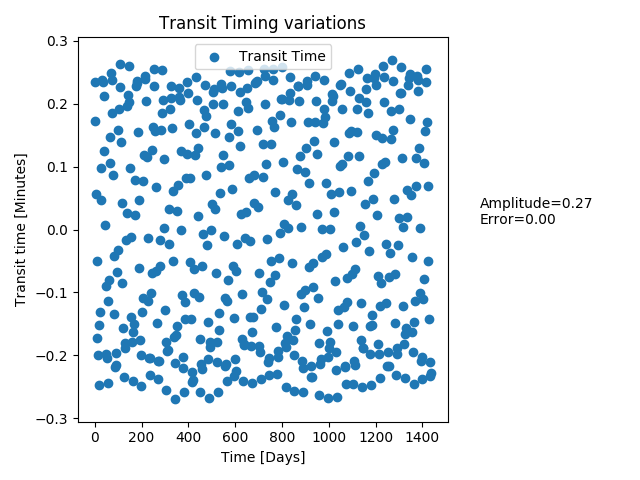 Transit Timing variations
Transit Time
Transit time [Minutes]
0.3
0.2
0.1
0.0
−0.1
−0.2
−0.3
0
200
400
600
800
1000
1200
1400
Time [Days]
Amplitude=0.27
Error=0.00